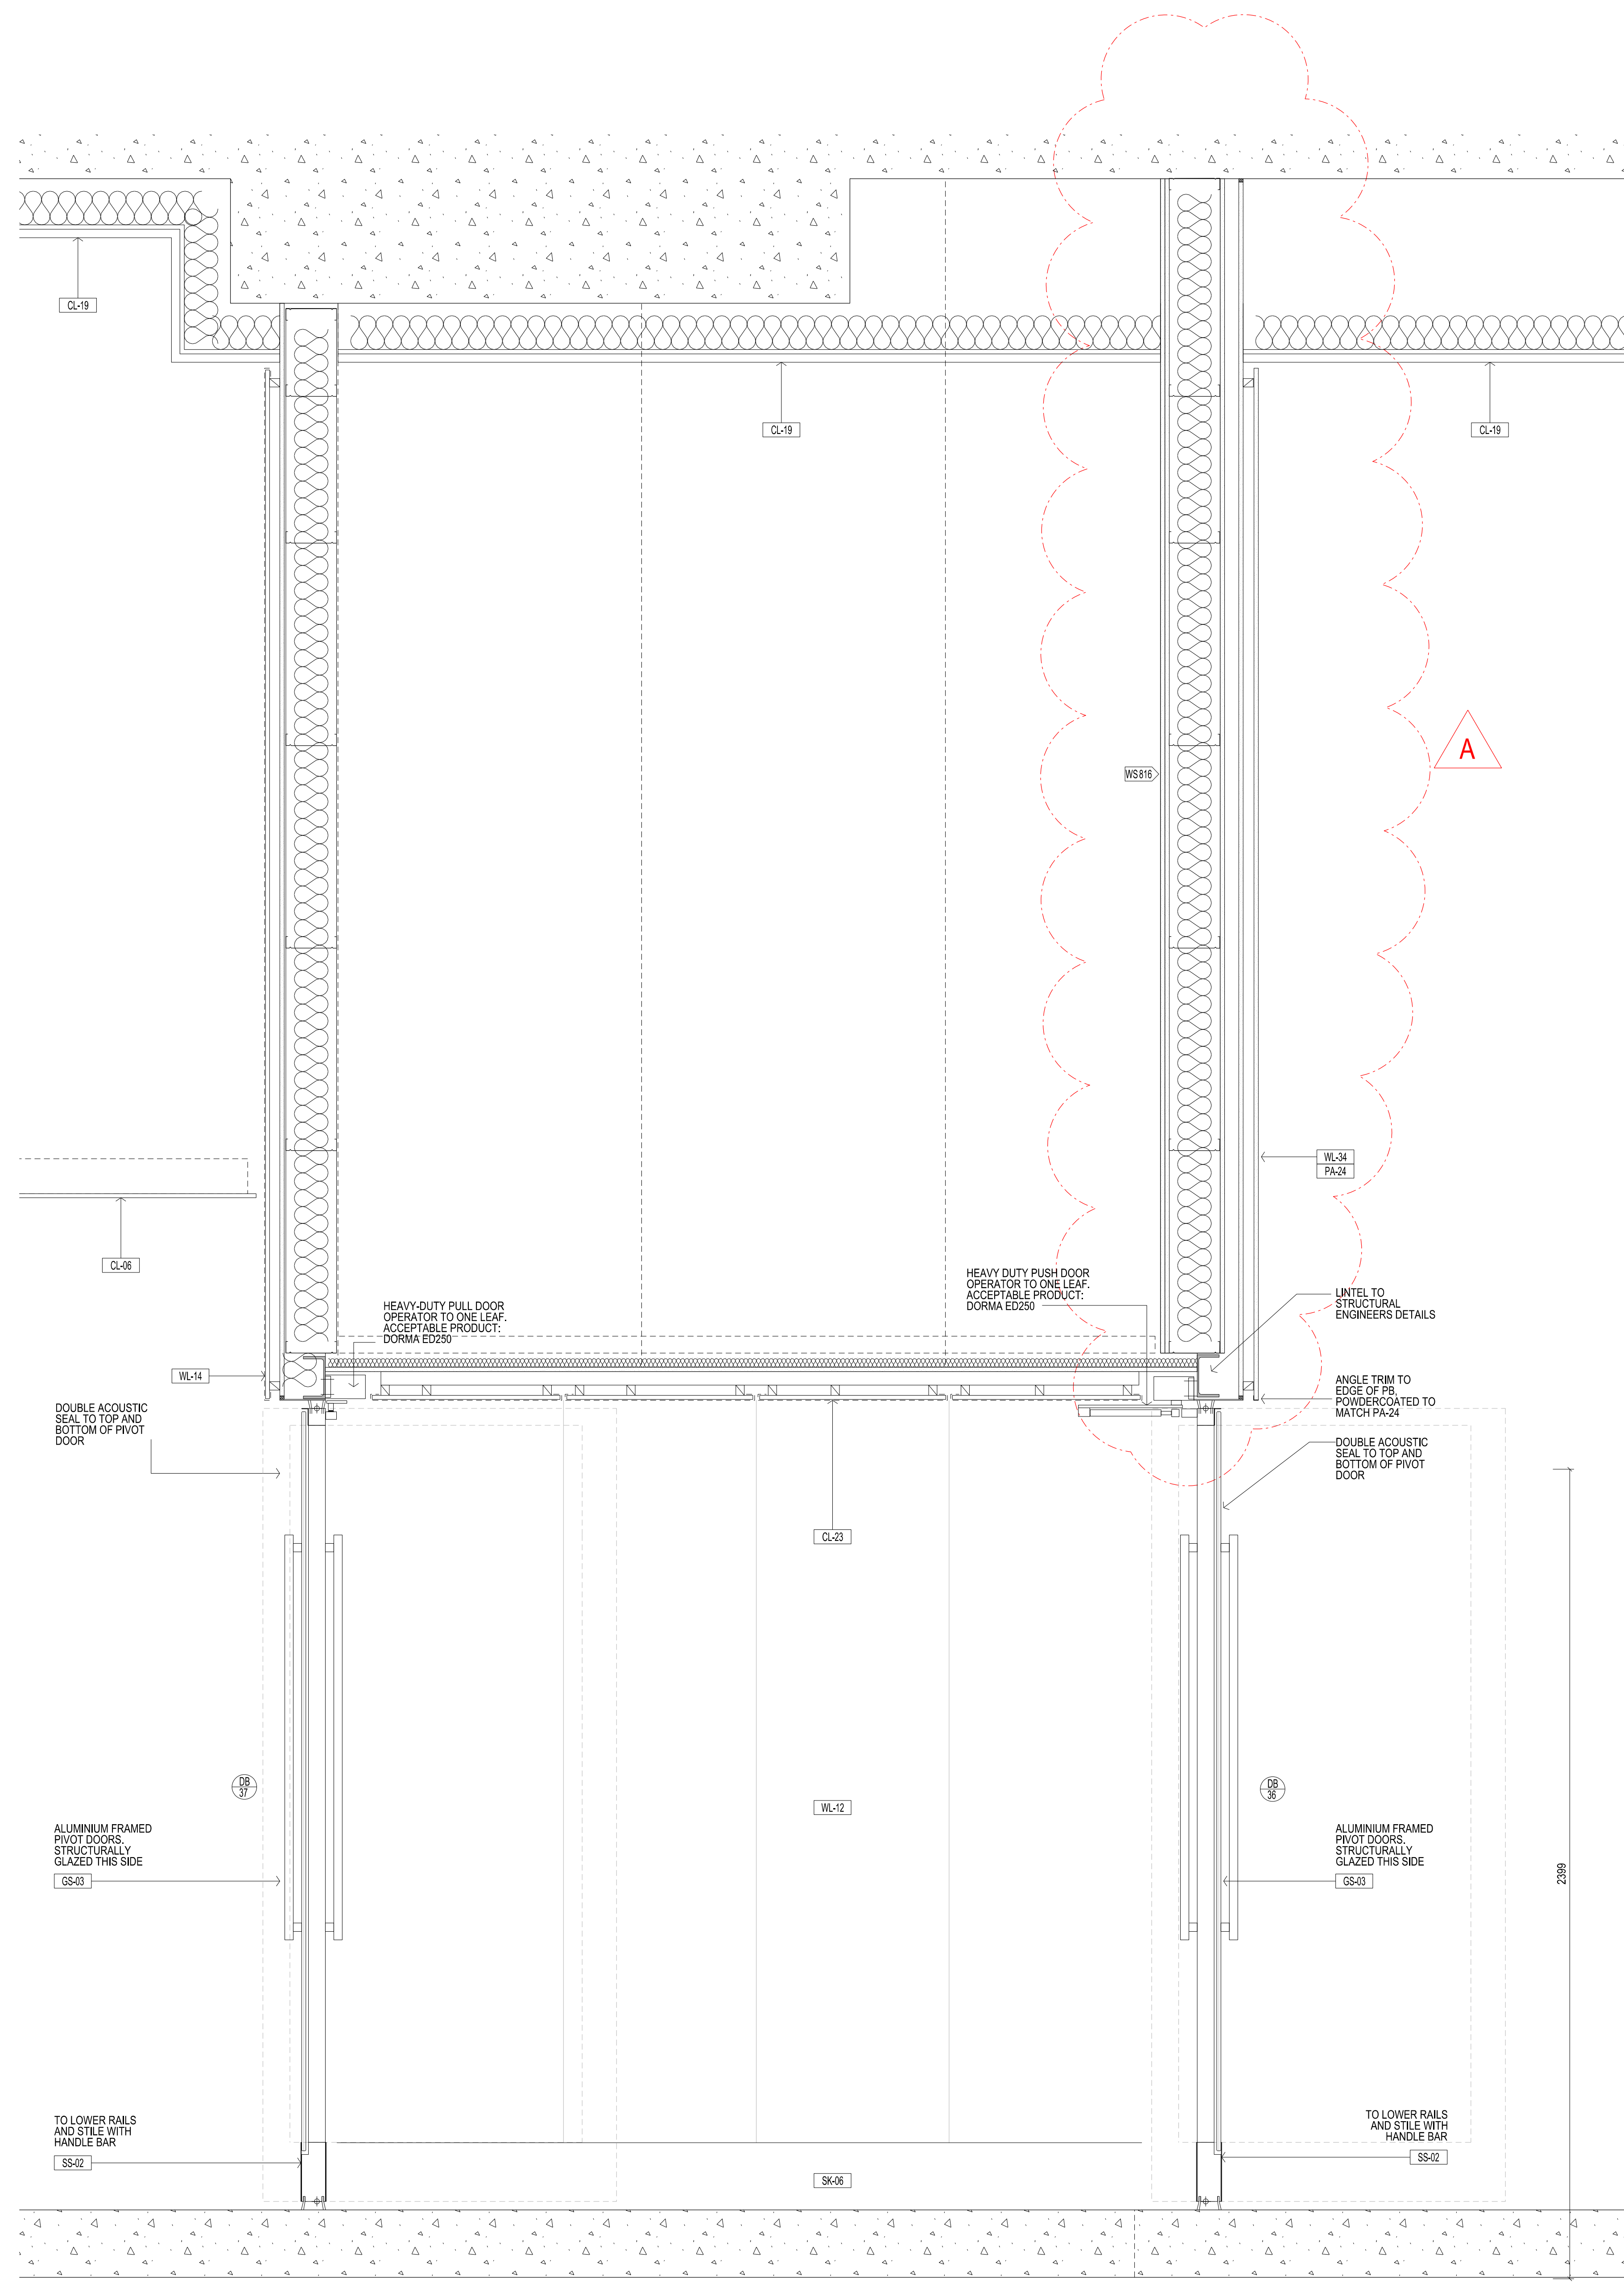 CL-19
CL-19
CL-19
A
WS816
WL-34
PA-24
CL-06
HEAVY DUTY PUSH DOOR
OPERATOR TO ONE LEAF.
ACCEPTABLE PRODUCT:
DORMA ED250
LINTEL TO
STRUCTURAL
ENGINEERS DETAILS
HEAVY-DUTY PULL DOOR
OPERATOR TO ONE LEAF.
ACCEPTABLE PRODUCT:
DORMA ED250
WL-14
ANGLE TRIM TO
EDGE OF PB,
POWDERCOATED TO
MATCH PA-24
DOUBLE ACOUSTIC
SEAL TO TOP AND
BOTTOM OF PIVOT
DOOR
DOUBLE ACOUSTIC
SEAL TO TOP AND
BOTTOM OF PIVOT
DOOR
CL-23
DB
37
DB
36
WL-12
ALUMINIUM FRAMED
PIVOT DOORS.
STRUCTURALLY
GLAZED THIS SIDE
GS-03
ALUMINIUM FRAMED
PIVOT DOORS.
STRUCTURALLY
GLAZED THIS SIDE
GS-03
2399
TO LOWER RAILS
AND STILE WITH
HANDLE BAR
SS-02
TO LOWER RAILS
AND STILE WITH
HANDLE BAR
SS-02
SK-06